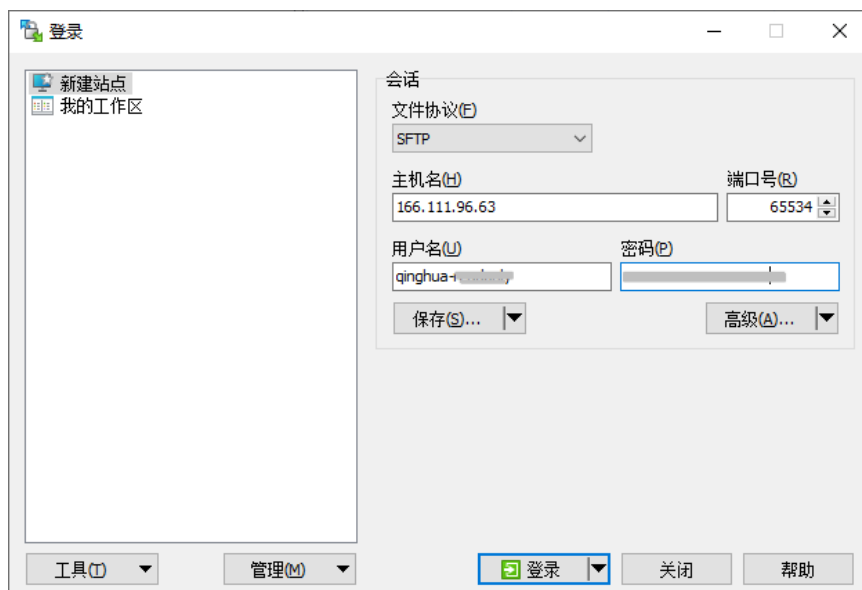 登录
新建站点
我的工作区
会话
文件协议(F)
SFTP
主机名(H)
端口号(R)
166.111.96.63
65534
用户名(U)
密码(P)
qinghua-
保存(S)...
高级(A)...
工具(T)
管理(M)
登录
关闭
帮助